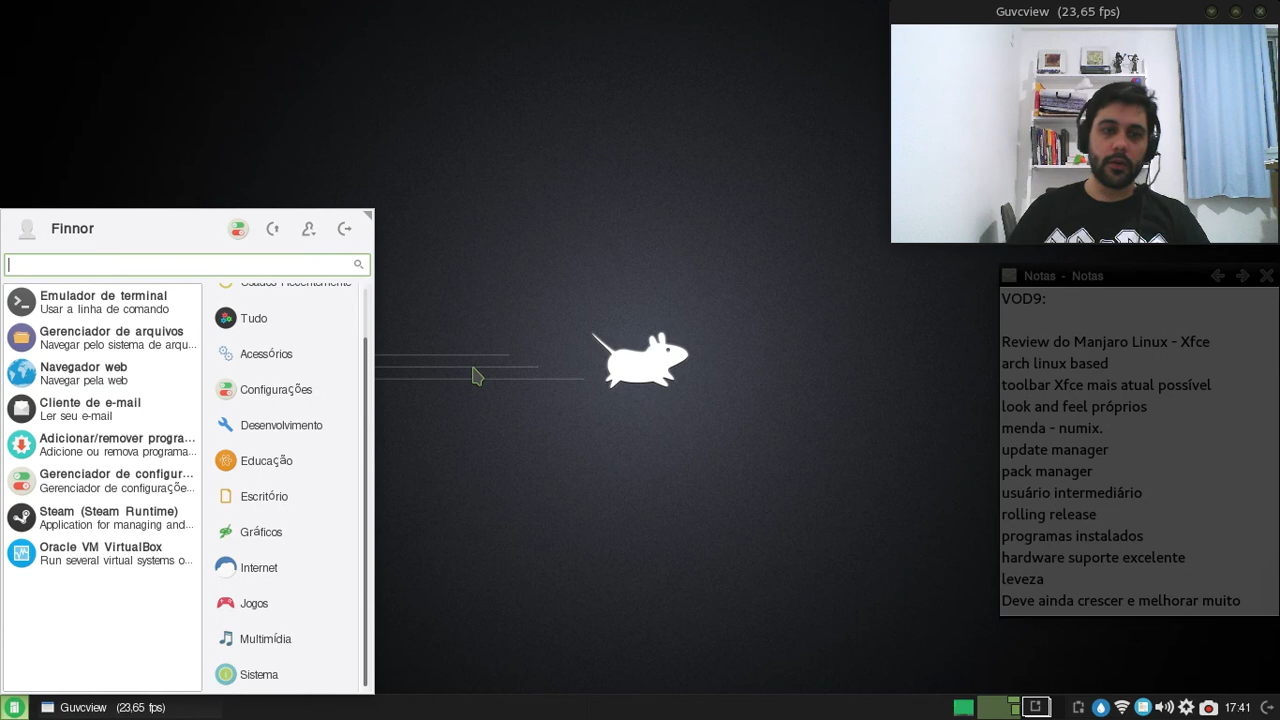 Guvcview (23,65 fps)
Finnor
Usados Recentemente
Emulador de terminal
Usar a linha de comando
Gerenciador de arquivos
Navegar pelo sistema de arqu...
Navegador web
Navegar pela web
Cliente de e-mail
Ler seu e-mail
Adicionar/remover progra...
Adicione ou remova programa...
Gerenciador de configur...
Gerenciador de configuraçõe...
Steam (Steam Runtime)
Application for managing and...
Oracle VM VirtualBox
Run several virtual systems o...
Tudo
Acessórios
Configurações
Desenvolvimento
Educação
Escritório
Gráficos
Internet
Jogos
Multimídia
Sistema
Notas - Notas
VOD9:
Review do Manjaro Linux - Xfce
arch linux based
toolbar Xfce mais atual possível
look and feel próprios
menda - numix.
update manager
pack manager
usuário intermediário
rolling release
programas instalados
hardware suporte excelente
leveza
Deve ainda crescer e melhorar muito
Guvcview (23,65 fps)
17:41